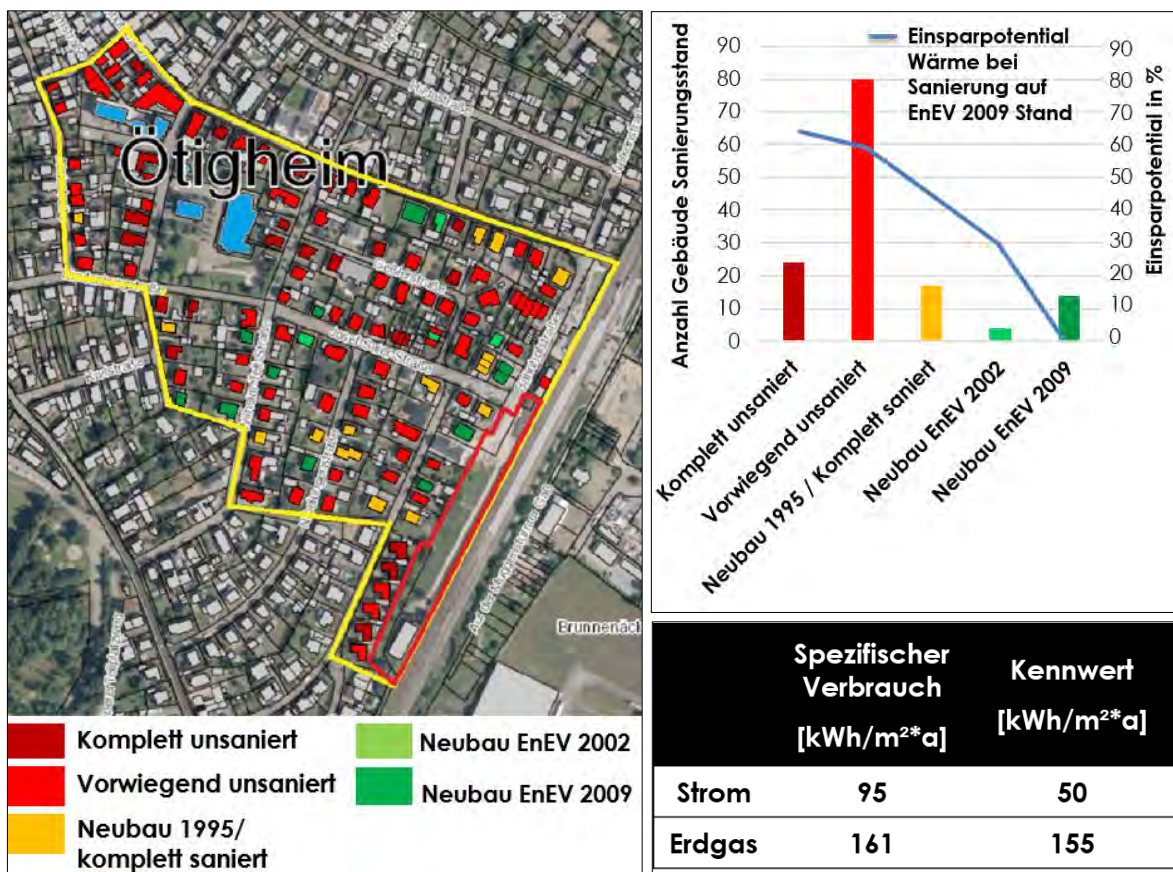 Ötigheim
Brunnenäck
Komplett unsaniert
Vorwiegend unsaniert
Neubau 1995/
komplett saniert
Neubau EnEV 2002
Neubau EnEV 2009
Einsparpotential
Wärme bei
Sanierung auf
EnEV 2009 Stand
Anzahl Gebäude Sanierungsstand
90
80
70
60
50
40
30
20
10
0
90
80
70
60
50
40
30
20
10
0
Einsparpotential in %
Komplett unsaniert
Vorwiegend unsaniert
Neubau 1995 / Komplett saniert
Neubau EnEV 2002
Neubau EnEV 2009
Spezifischer Kennwert
Verbrauch
[kWh/m²*a] [kWh/m²*a]
Strom 95 50
Erdgas 161 155